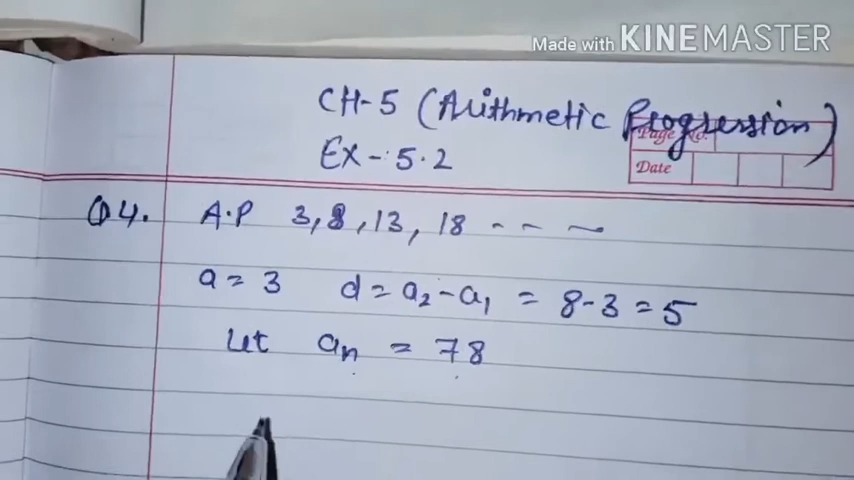 Made with KINEMASTER
CH-5 (Arithmetic Progression)
Page No.
EX-5.2
Date
Q4. A.P 3, 8, 13, 18 - - ~
a = 3 d = a₂ - a₁ = 8-3 = 5
Let aₙ = 78